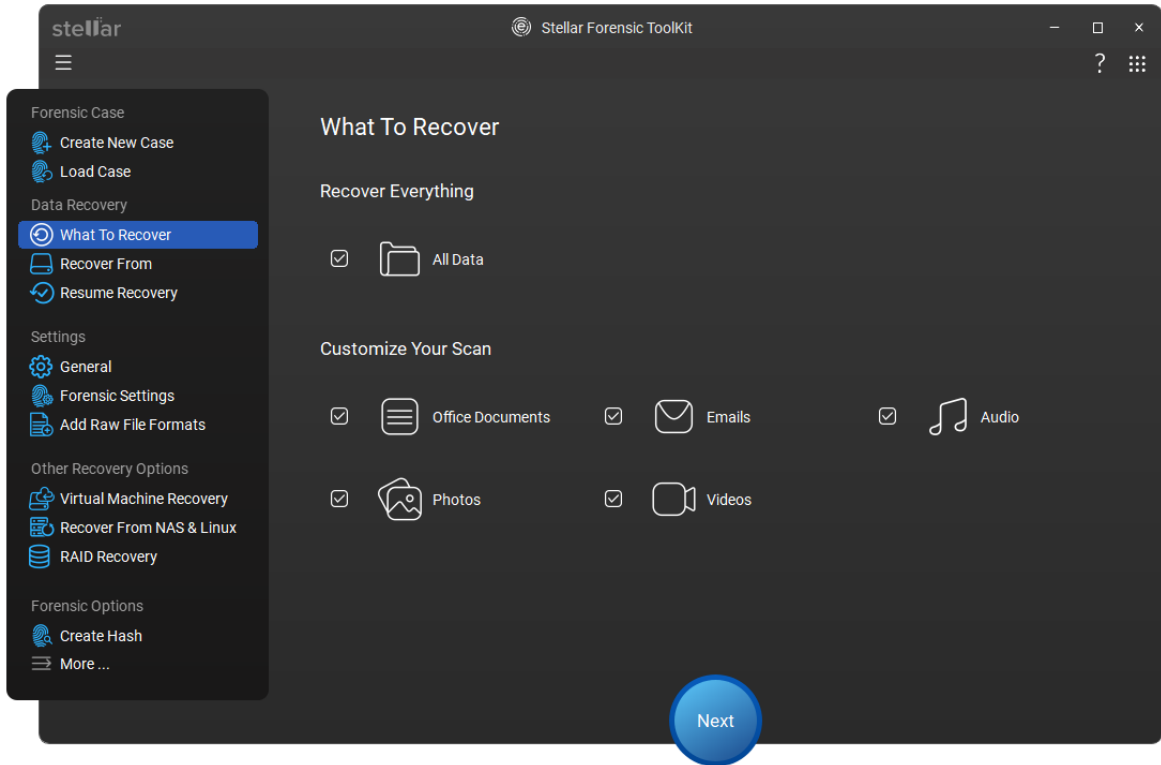 stellar
Stellar Forensic ToolKit
?
Forensic Case
Create New Case
Load Case
Data Recovery
What To Recover
Recover From
Resume Recovery
Settings
General
Forensic Settings
Add Raw File Formats
Other Recovery Options
Virtual Machine Recovery
Recover From NAS & Linux
RAID Recovery
Forensic Options
Create Hash
More ...
What To Recover
Recover Everything
All Data
Customize Your Scan
Office Documents
Emails
Audio
Photos
Videos
Next